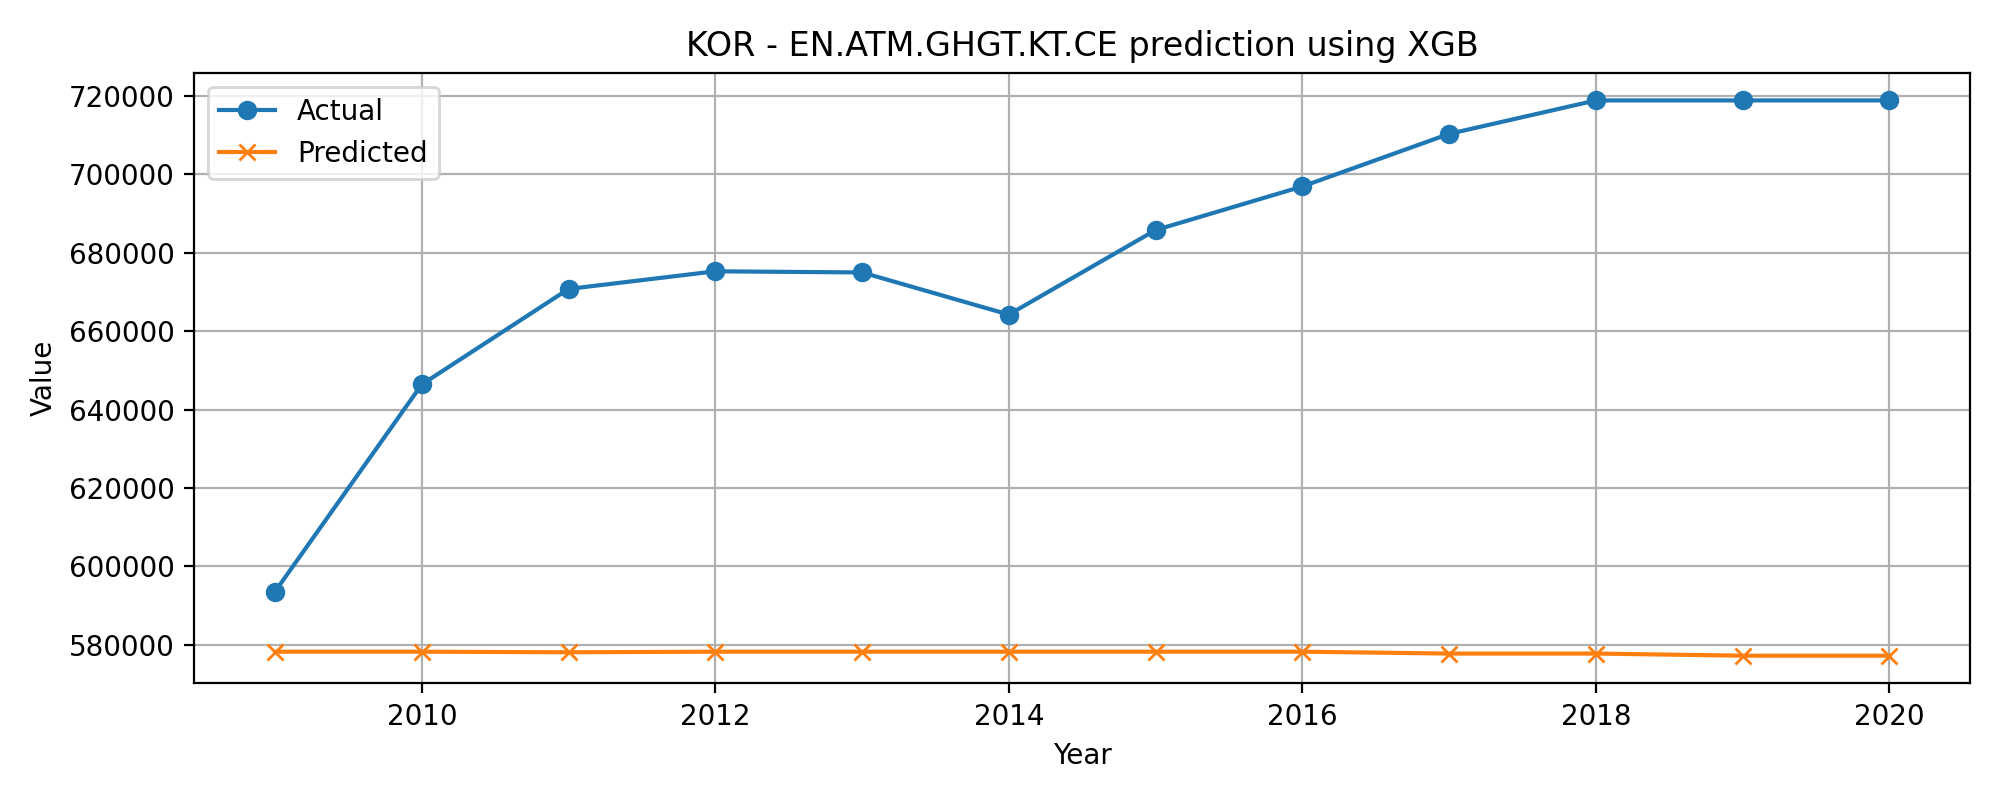 KOR - EN.ATM.GHGT.KT.CE prediction using XGB
Actual
Predicted
720000
700000
680000
660000
640000
620000
600000
580000
Value
2010
2012
2014
2016
2018
2020
Year